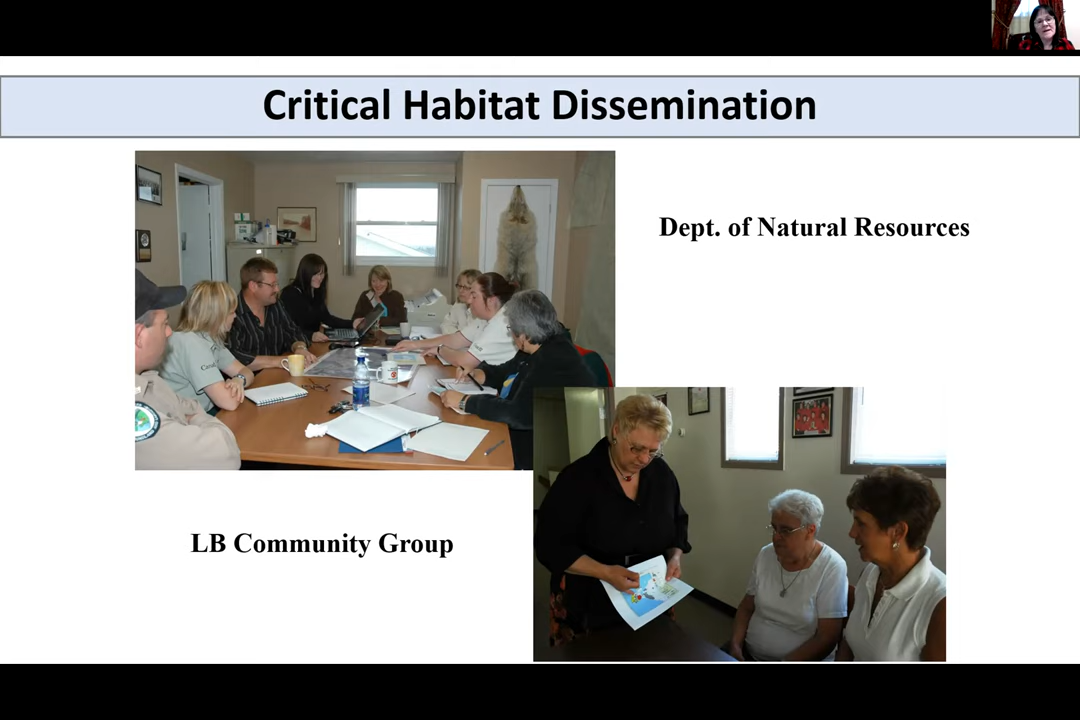 Critical Habitat Dissemination
Dept. of Natural Resources
LB Community Group